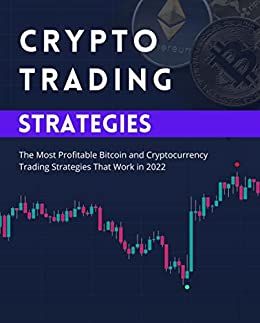 CRYPTO
TRADING
STRATEGIES
The Most Profitable Bitcoin and Cryptocurrency
Trading Strategies That Work in 2022